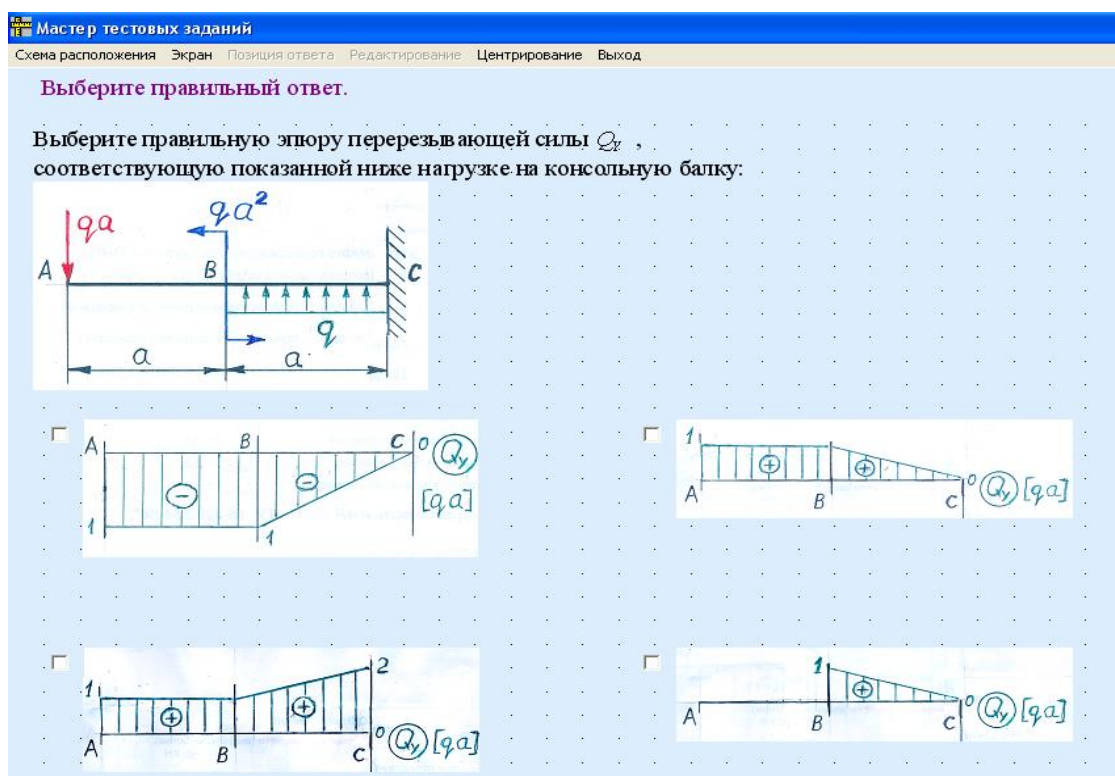 Мастер тестовых заданий
Схема расположения Экран Позиция ответа Редактирование Центрирование Выход
Выберите правильный ответ.
Выберите правильную эпюру перерезывающей силы Qy ,
соответствующую показанной ниже нагрузке на консольную балку:
qa
qa²
A
B
C
q
a
a
A B C 0 Qy
[qa]
-
-
1
1
1
+
+
A B C 0 Qy [qa]
1
2
+
+
A B C 0 Qy [qa]
1
+
A B C 0 Qy [qa]